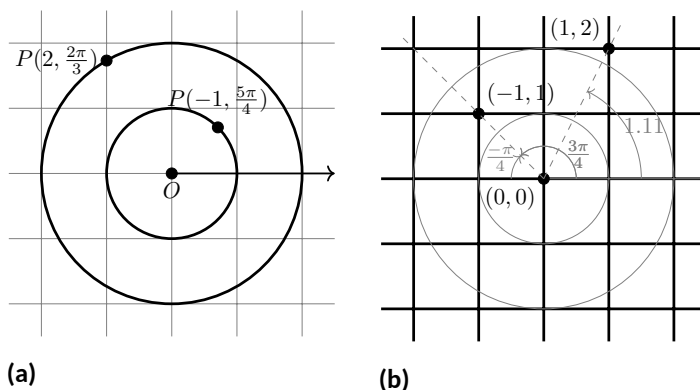 P(2, 2π/3)
P(−1, 5π/4)
O
(a)
(1, 2)
(−1, 1)
1.11
−π/4
3π/4
(0, 0)
(b)